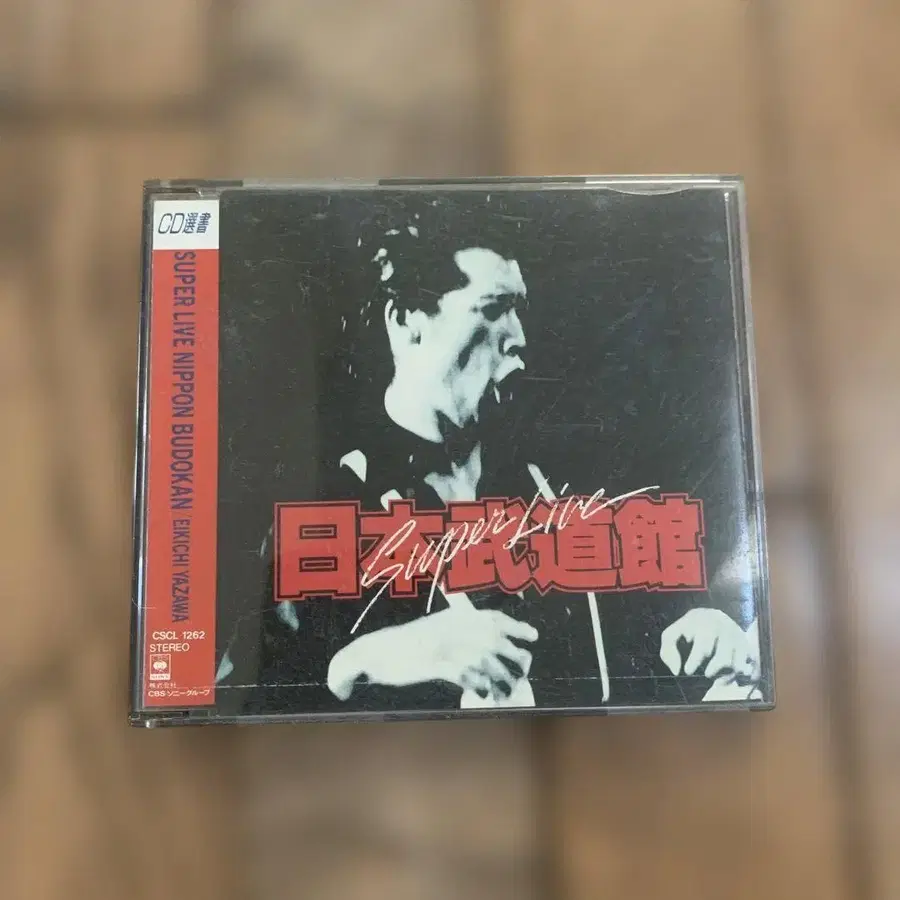 CD選書
SUPER LIVE NIPPON BUDOKAN / EIKICHI YAZAWA
CSCL 1262
STEREO
株式会社
CBS・ソニーグループ
日本武道館
Super Live